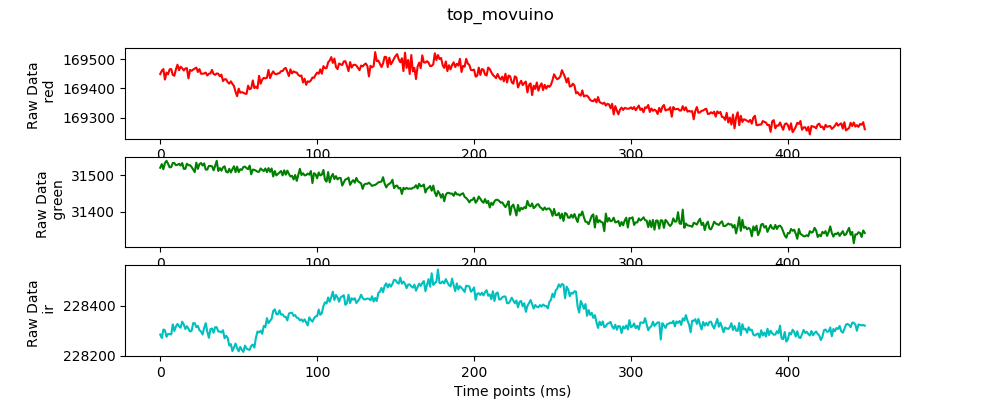 top_movuino
169500
169400
169300
Raw Data
red
0 100 200 300 400
31500
31400
Raw Data
green
0 100 200 300 400
228400
228200
Raw Data
ir
0 100 200 300 400
Time points (ms)